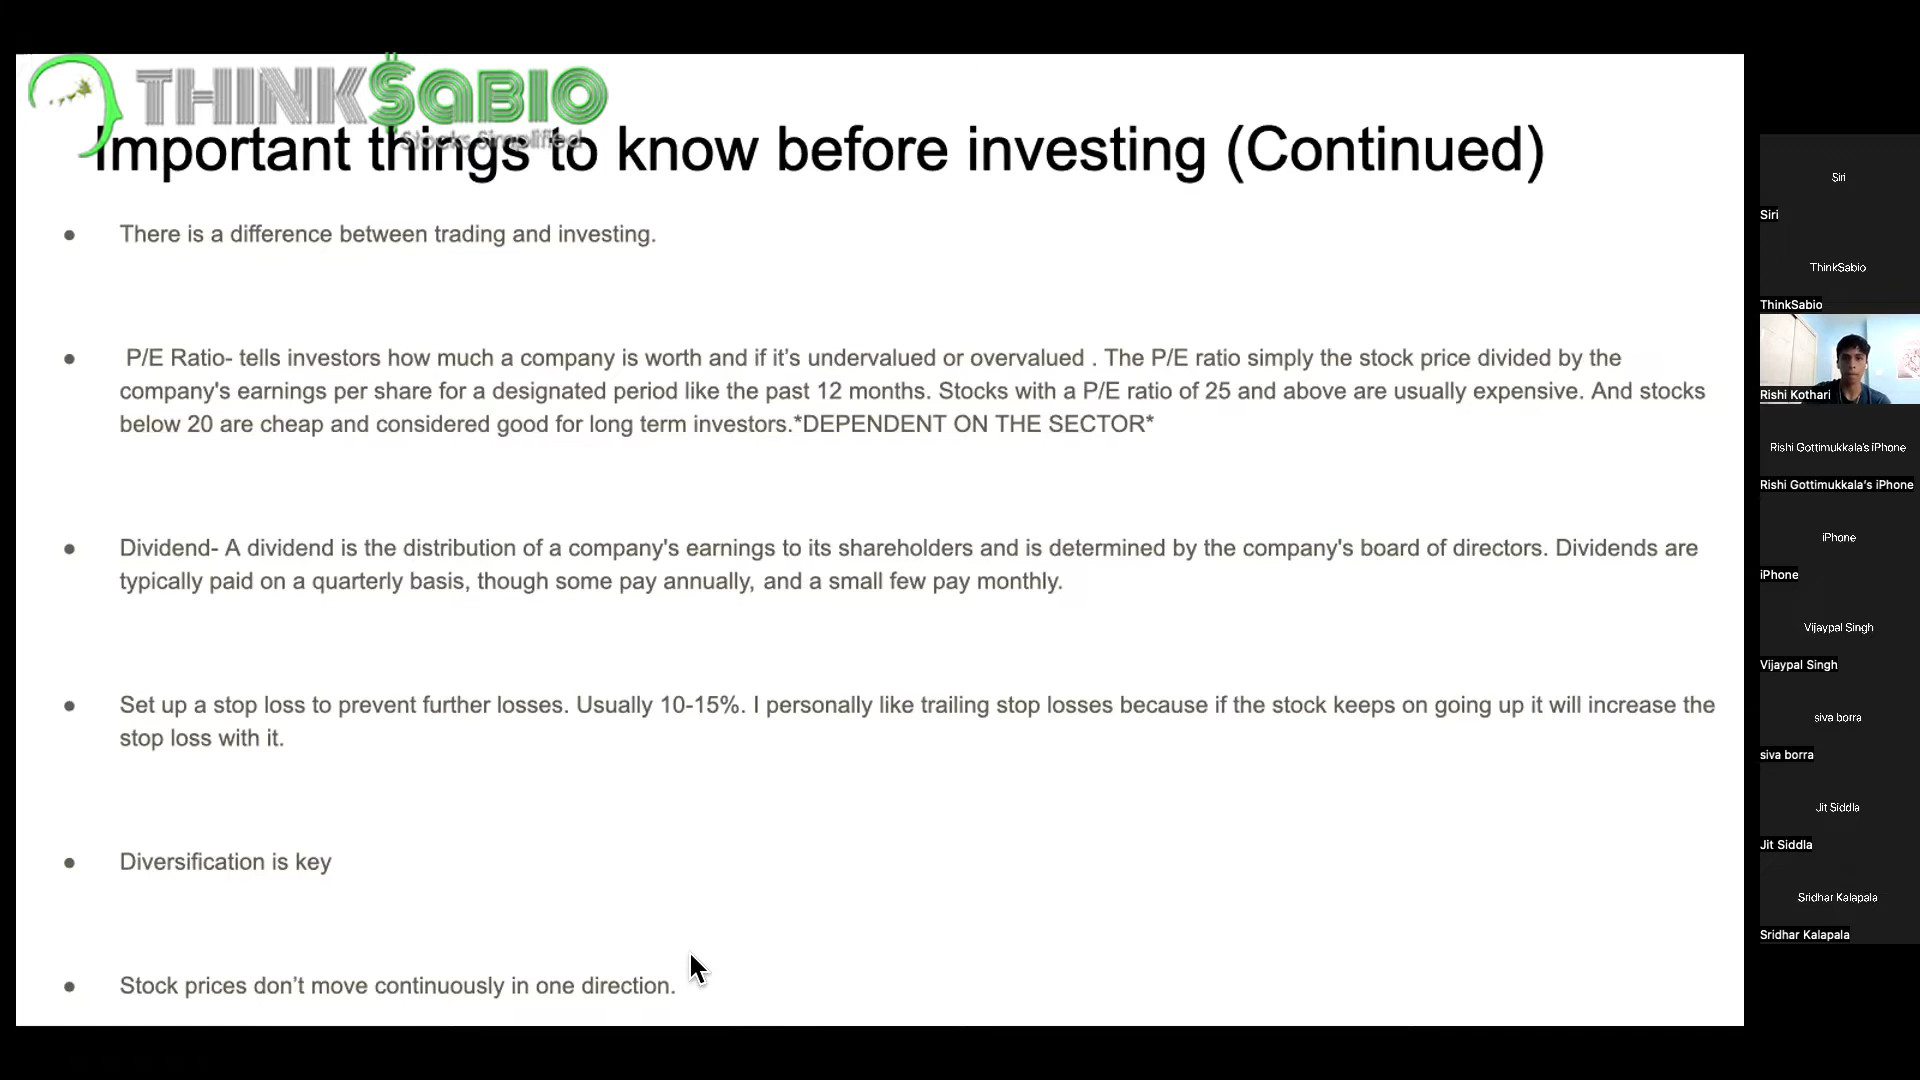 THINK$ABIO
Stocks Simplified
Important things to know before investing (Continued)
● There is a difference between trading and investing.
● P/E Ratio- tells investors how much a company is worth and if it’s undervalued or overvalued . The P/E ratio simply the stock price divided by the
company's earnings per share for a designated period like the past 12 months. Stocks with a P/E ratio of 25 and above are usually expensive. And stocks
below 20 are cheap and considered good for long term investors.*DEPENDENT ON THE SECTOR*
● Dividend- A dividend is the distribution of a company's earnings to its shareholders and is determined by the company's board of directors. Dividends are
typically paid on a quarterly basis, though some pay annually, and a small few pay monthly.
● Set up a stop loss to prevent further losses. Usually 10-15%. I personally like trailing stop losses because if the stock keeps on going up it will increase the
stop loss with it.
● Diversification is key
● Stock prices don’t move continuously in one direction.
Siri
Siri
ThinkSabio
ThinkSabio
Rishi Kothari
Rishi Gottimukkala's iPhone
Rishi Gottimukkala's iPhone
iPhone
iPhone
Vijaypal Singh
Vijaypal Singh
siva borra
siva borra
Jit Siddla
Jit Siddla
Sridhar Kalapala
Sridhar Kalapala